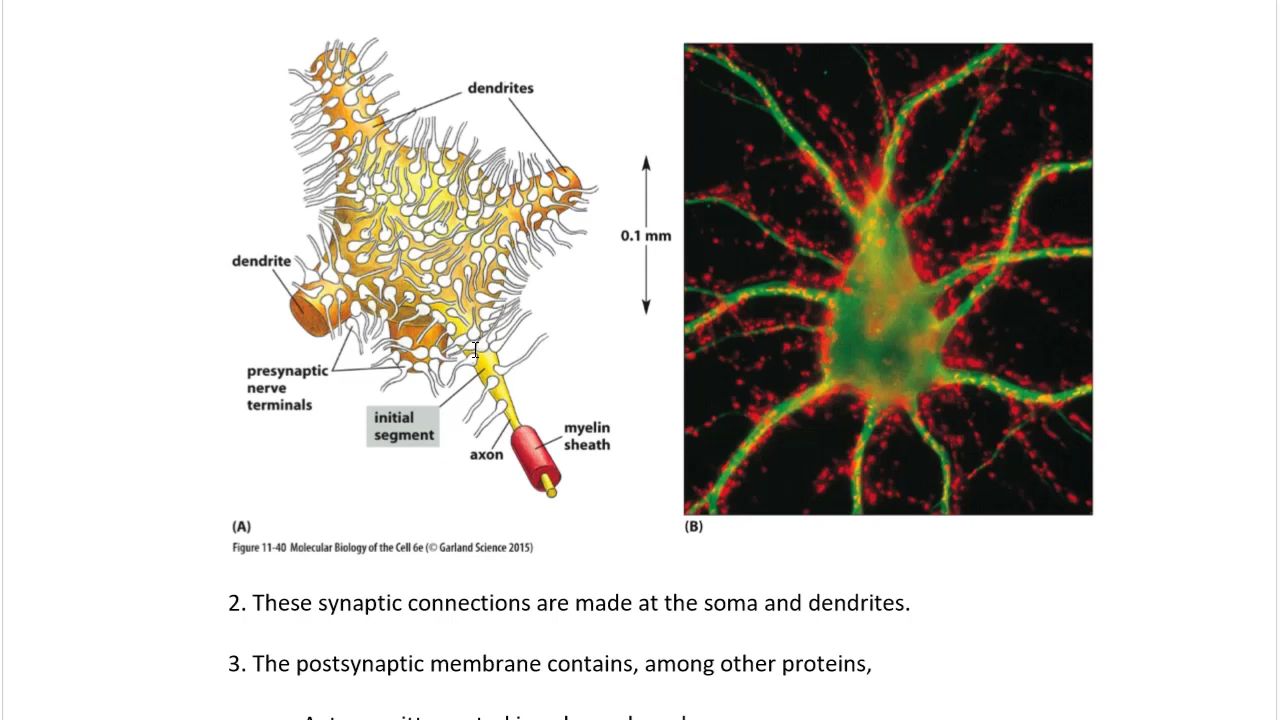 dendrites
0.1 mm
dendrite
presynaptic
nerve
terminals
initial
segment
myelin
sheath
axon
(A)
(B)
Figure 11-40 Molecular Biology of the Cell 6e (© Garland Science 2015)
2. These synaptic connections are made at the soma and dendrites.
3. The postsynaptic membrane contains, among other proteins,